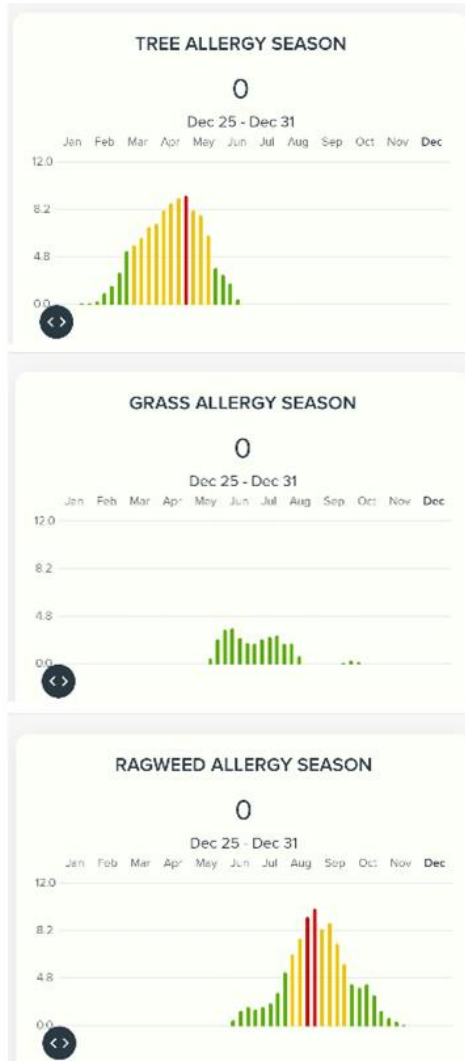 TREE ALLERGY SEASON
0
Dec 25 - Dec 31
Jan Feb Mar Apr May Jun Jul Aug Sep Oct Nov Dec
12.0
8.2
4.8
0.0
GRASS ALLERGY SEASON
0
Dec 25 - Dec 31
Jan Feb Mar Apr May Jun Jul Aug Sep Oct Nov Dec
12.0
8.2
4.8
0.0
RAGWEED ALLERGY SEASON
0
Dec 25 - Dec 31
Jan Feb Mar Apr May Jun Jul Aug Sep Oct Nov Dec
12.0
8.2
4.8
0.0